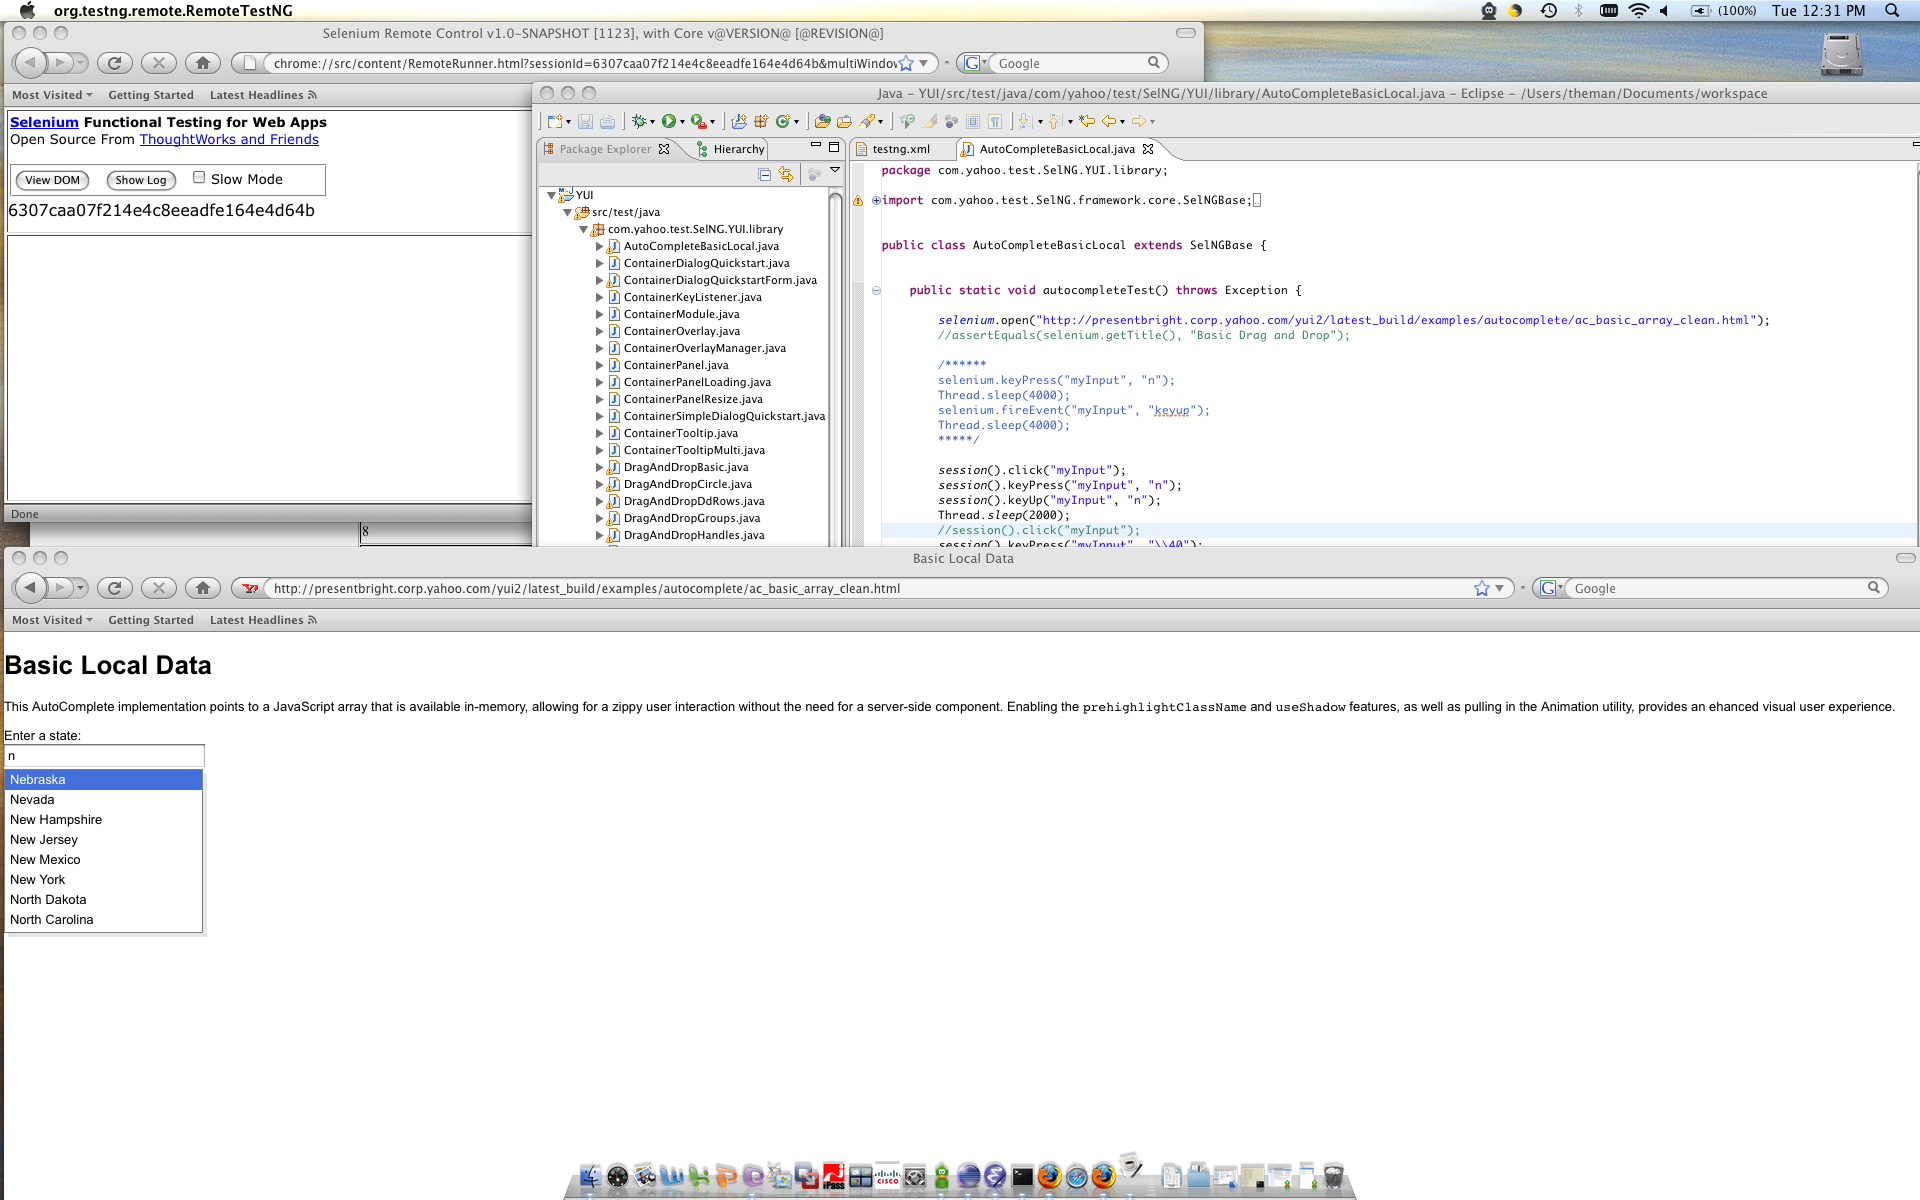 org.testng.remote.RemoteTestNG
(100%) Tue 12:31 PM
Selenium Remote Control v1.0-SNAPSHOT [1123], with Core v@VERSION@ [@REVISION@]
chrome://src/content/RemoteRunner.html?sessionId=6307caa07f214e4c8eeadfe164e4d64b&multiWindow
Google
Most Visited
Getting Started
Latest Headlines
Selenium Functional Testing for Web Apps
Open Source From ThoughtWorks and Friends
View DOM
Show Log
Slow Mode
6307caa07f214e4c8eeadfe164e4d64b
Done
8
Java - YUI/src/test/java/com/yahoo/test/SelNG/YUI/library/AutoCompleteBasicLocal.java - Eclipse - /Users/theman/Documents/workspace
Package Explorer
Hierarchy
YUI
src/test/java
com.yahoo.test.SelNG.YUI.library
AutoCompleteBasicLocal.java
ContainerDialogQuickstart.java
ContainerDialogQuickstartForm.java
ContainerKeyListener.java
ContainerModule.java
ContainerOverlay.java
ContainerOverlayManager.java
ContainerPanel.java
ContainerPanelLoading.java
ContainerPanelResize.java
ContainerSimpleDialogQuickstart.java
ContainerTooltip.java
ContainerTooltipMulti.java
DragAndDropBasic.java
DragAndDropCircle.java
DragAndDropDdRows.java
DragAndDropGroups.java
DragAndDropHandles.java
testng.xml
AutoCompleteBasicLocal.java
package com.yahoo.test.SelNG.YUI.library;
import com.yahoo.test.SelNG.framework.core.SelNGBase;
public class AutoCompleteBasicLocal extends SelNGBase {
public static void autocompleteTest() throws Exception {
selenium.open("http://presentbright.corp.yahoo.com/yui2/latest_build/examples/autocomplete/ac_basic_array_clean.html");
//assertEquals(selenium.getTitle(), "Basic Drag and Drop");
/******
selenium.keyPress("myInput", "n");
Thread.sleep(4000);
selenium.fireEvent("myInput", "keyup");
Thread.sleep(4000);
*****/
session().click("myInput");
session().keyPress("myInput", "n");
session().keyUp("myInput", "n");
Thread.sleep(2000);
//session().click("myInput");
session().keyPress("myInput", "\\40");
Basic Local Data
http://presentbright.corp.yahoo.com/yui2/latest_build/examples/autocomplete/ac_basic_array_clean.html
Google
Most Visited
Getting Started
Latest Headlines
Basic Local Data
This AutoComplete implementation points to a JavaScript array that is available in-memory, allowing for a zippy user interaction without the need for a server-side component. Enabling the prehighlightClassName and useShadow features, as well as pulling in the Animation utility, provides an ehanced visual user experience.
Enter a state:
n
Nebraska
Nevada
New Hampshire
New Jersey
New Mexico
New York
North Dakota
North Carolina
iPass
CISCO